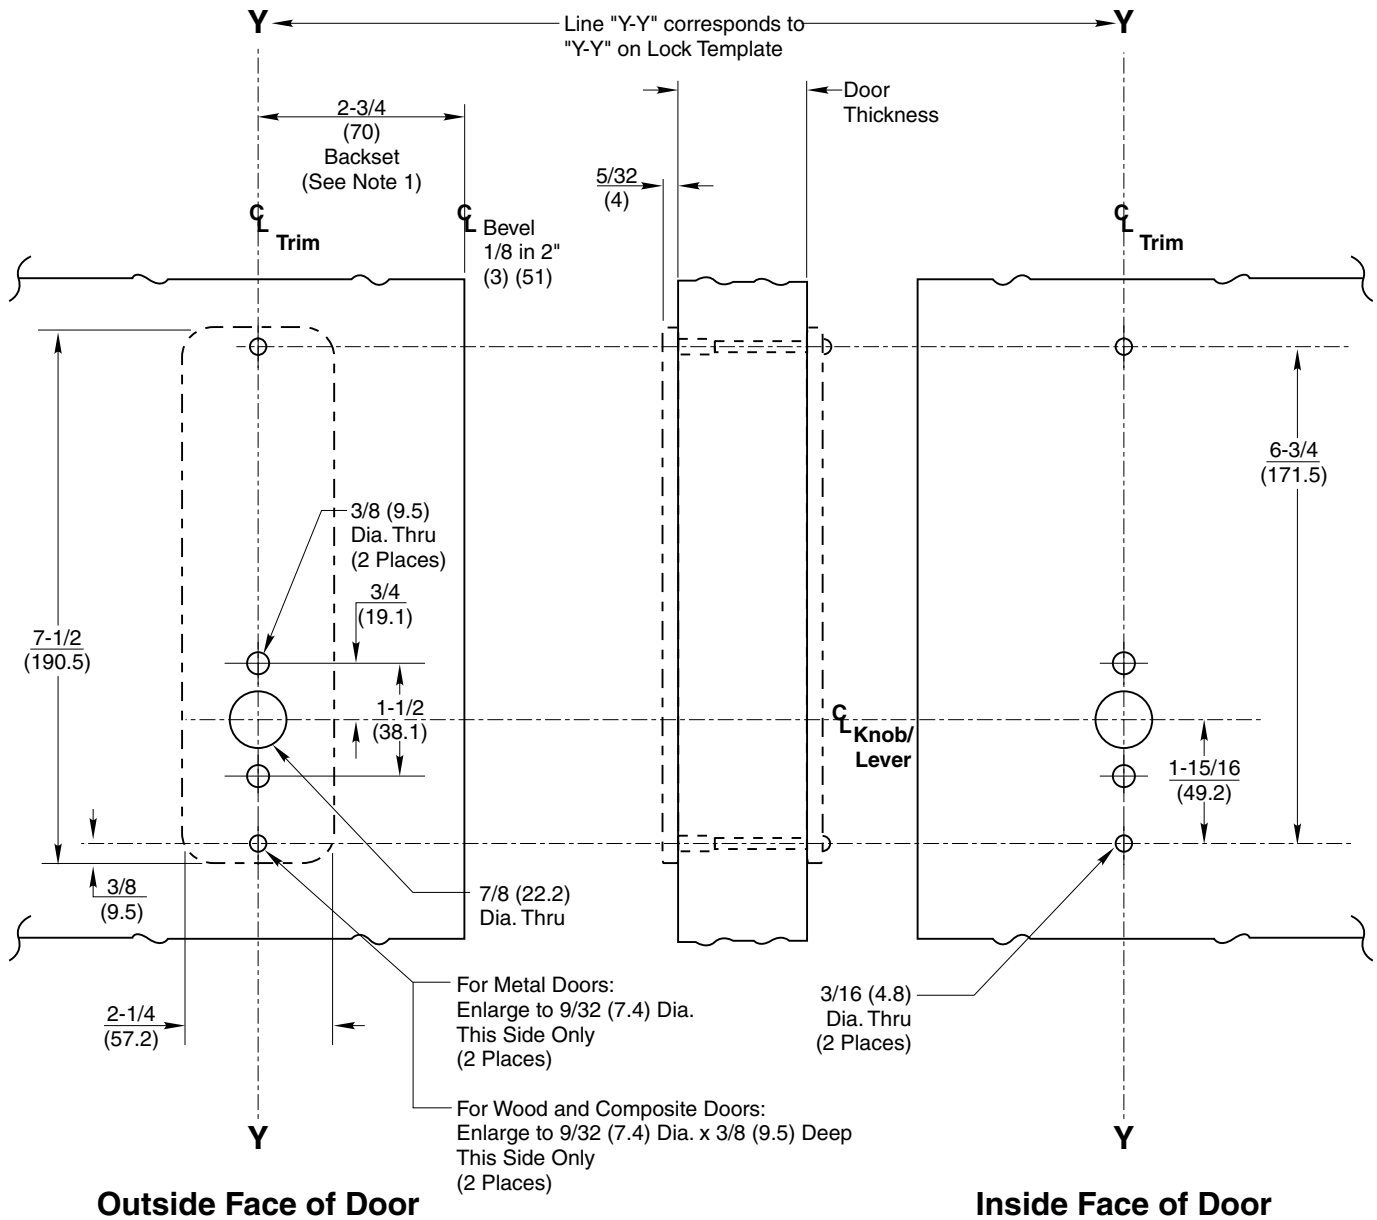 Y
Line "Y-Y" corresponds to
"Y-Y" on Lock Template
Y
2-3/4
(70)
Backset
(See Note 1)
Door
Thickness
5/32
(4)
CL Trim
CL Bevel
1/8 in 2"
(3) (51)
CL Trim
6-3/4
(171.5)
3/8 (9.5)
Dia. Thru
(2 Places)
3/4
(19.1)
7-1/2
(190.5)
1-1/2
(38.1)
CL Knob/
Lever
1-15/16
(49.2)
3/8
(9.5)
7/8 (22.2)
Dia. Thru
2-1/4
(57.2)
For Metal Doors:
Enlarge to 9/32 (7.4) Dia.
This Side Only
(2 Places)
3/16 (4.8)
Dia. Thru
(2 Places)
For Wood and Composite Doors:
Enlarge to 9/32 (7.4) Dia. x 3/8 (9.5) Deep
This Side Only
(2 Places)
Y
Y
Outside Face of Door
Inside Face of Door